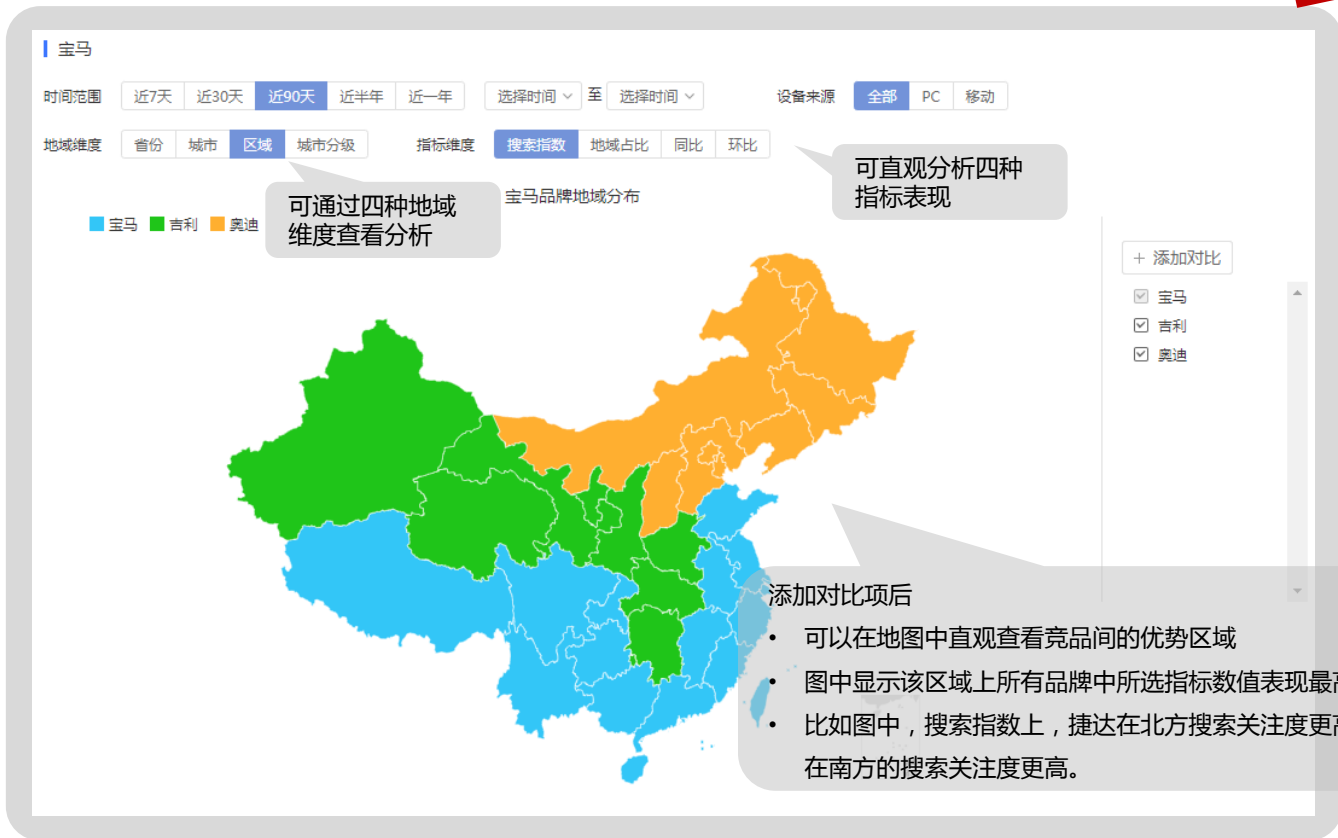 宝马
时间范围 近7天 近30天 近90天 近半年 近一年 选择时间 至 选择时间 设备来源 全部 PC 移动
地域维度 省份 城市 区域 城市分级 指标维度 搜索指数 地域占比 同比 环比
可直观分析四种
指标表现
可通过四种地域
维度查看分析
宝马品牌地域分布
宝马 吉利 奥迪
+ 添加对比
宝马
吉利
奥迪
添加对比项后
• 可以在地图中直观查看竞品间的优势区域
• 图中显示该区域上所有品牌中所选指标数值表现最高
• 比如图中，搜索指数上，捷达在北方搜索关注度更高
在南方的搜索关注度更高。